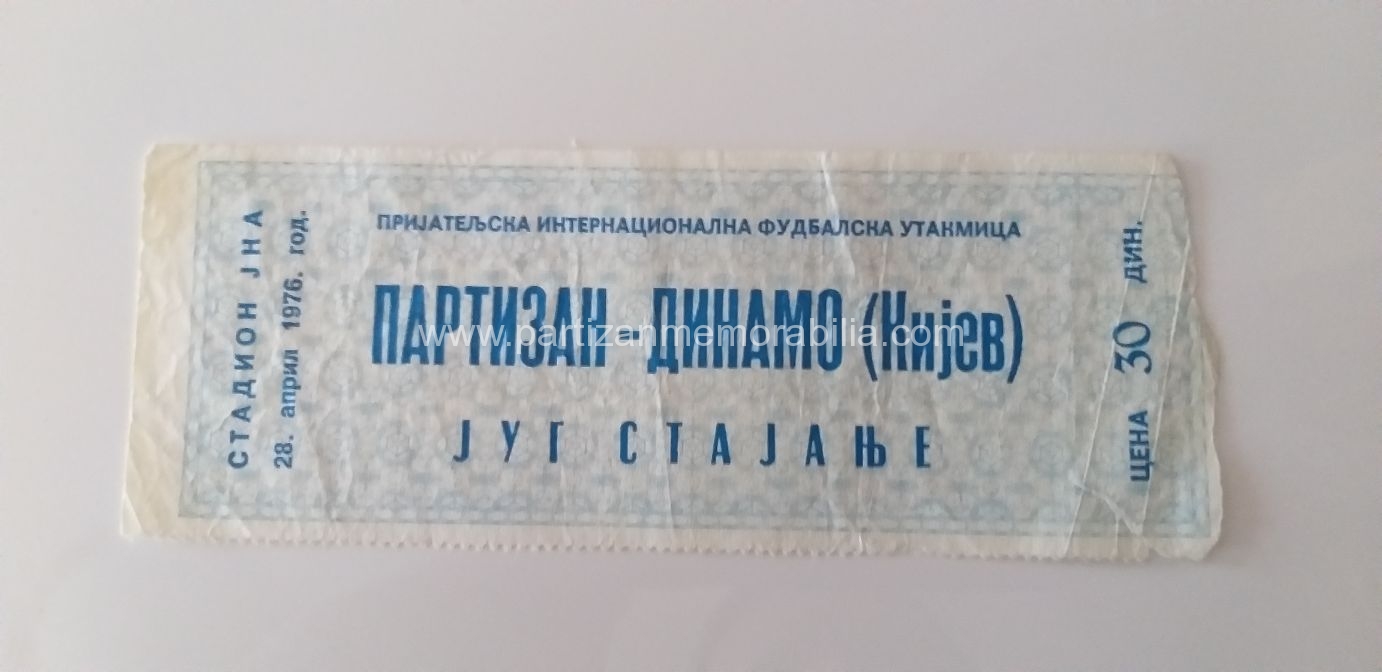 СТАДИОН ЈНА
28. април 1976. год.
ПРИЈАТЕЉСКА ИНТЕРНАЦИОНАЛНА ФУДБАЛСКА УТАКМИЦА
ПАРТИЗАН - ДИНАМО (Кијев)
www.partizanmemorabilia.com
ЈУГ СТАЈАЊЕ
ЦЕНА 30 ДИН.